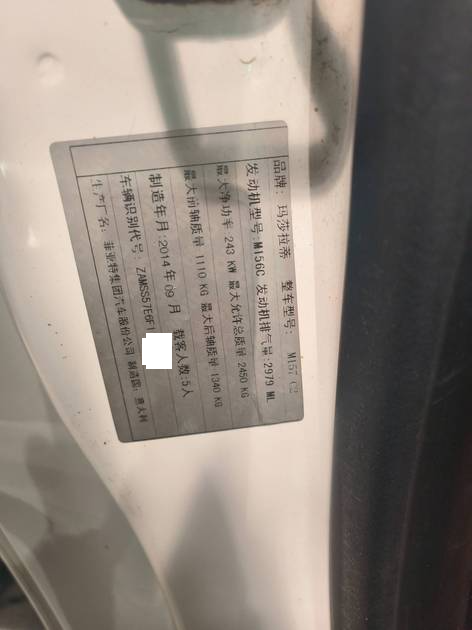 品牌: 玛莎拉蒂 整车型号: M157 C2
发动机型号:M156C 发动机排气量:2979 ML
最大净功率 243 KW 最大允许总质量 2450 KG
最大前轴质量 1110 KG 最大后轴质量 1340 KG
制造年月:2014年09月 载客人数:5人
车辆识别代号: ZAMSS57E6F1
生产厂名: 菲亚特集团汽车股份公司 制造国: 意大利